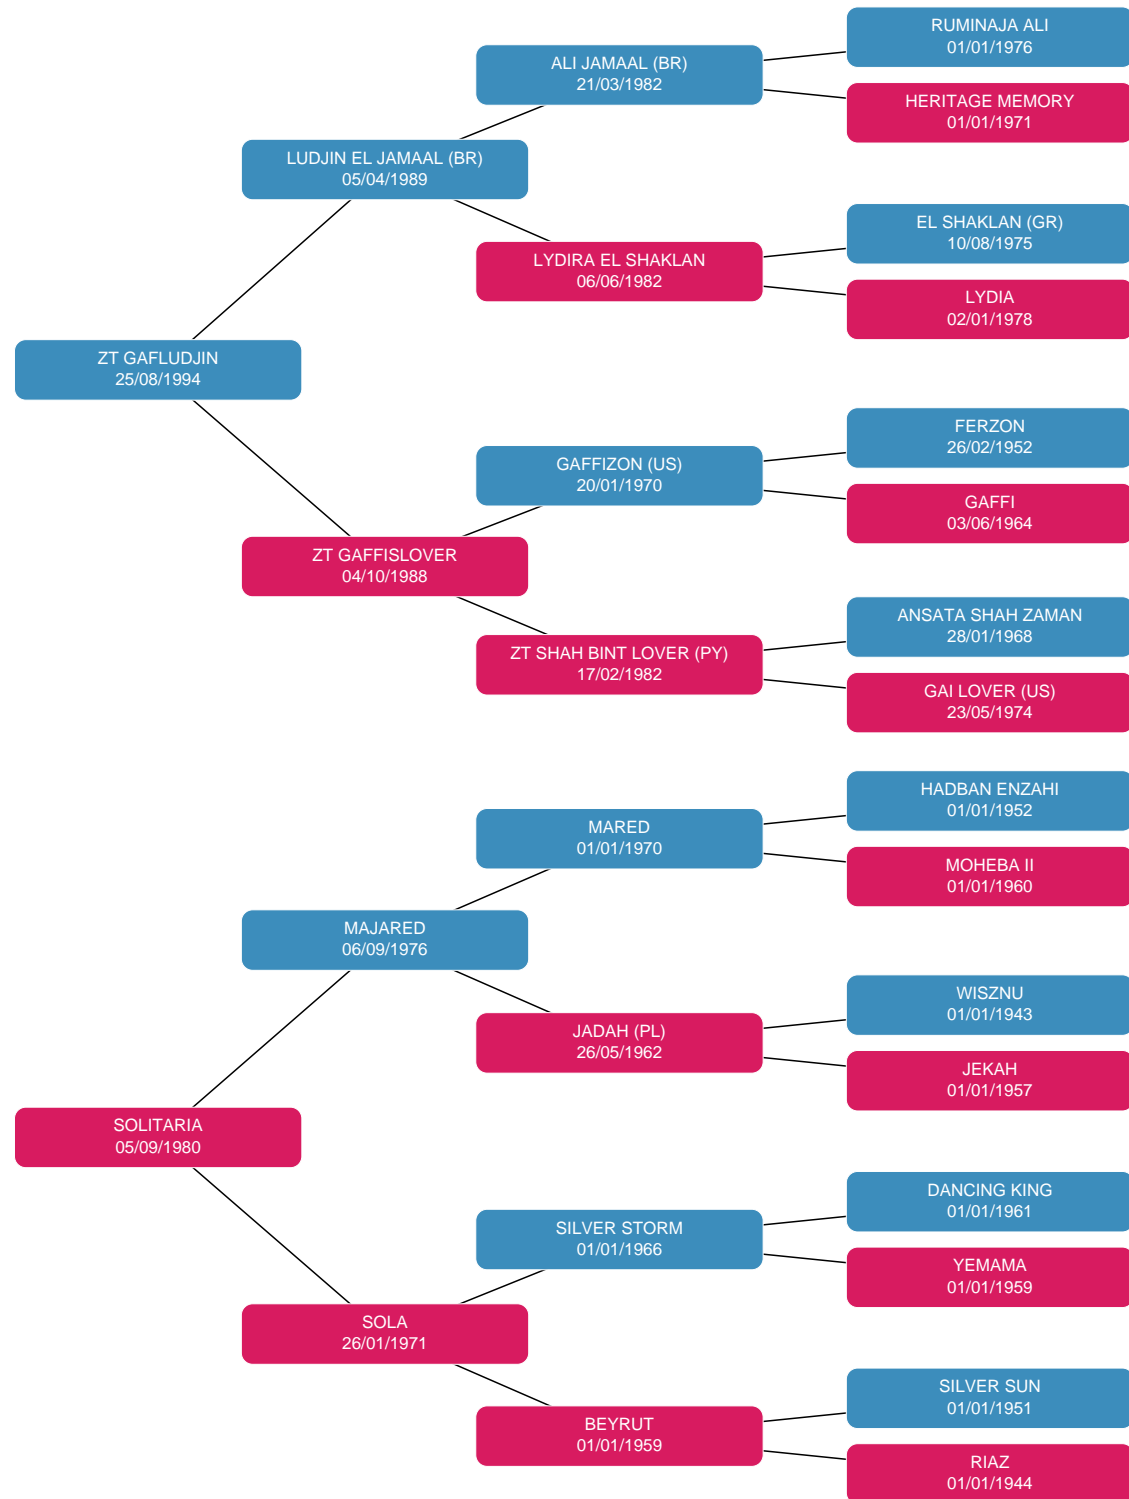 RUMINAJA ALI
01/01/1976
ALI JAMAAL (BR)
21/03/1982
HERITAGE MEMORY
01/01/1971
LUDJIN EL JAMAAL (BR)
05/04/1989
EL SHAKLAN (GR)
10/08/1975
LYDIRA EL SHAKLAN
06/06/1982
LYDIA
02/01/1978
ZT GAFLUDJIN
25/08/1994
FERZON
26/02/1952
GAFFIZON (US)
20/01/1970
GAFFI
03/06/1964
ZT GAFFISLOVER
04/10/1988
ANSATA SHAH ZAMAN
28/01/1968
ZT SHAH BINT LOVER (PY)
17/02/1982
GAI LOVER (US)
23/05/1974
HADBAN ENZAHI
01/01/1952
MARED
01/01/1970
MOHEBA II
01/01/1960
MAJARED
06/09/1976
WISZNU
01/01/1943
JADAH (PL)
26/05/1962
JEKAH
01/01/1957
SOLITARIA
05/09/1980
DANCING KING
01/01/1961
SILVER STORM
01/01/1966
YEMAMA
01/01/1959
SOLA
26/01/1971
SILVER SUN
01/01/1951
BEYRUT
01/01/1959
RIAZ
01/01/1944